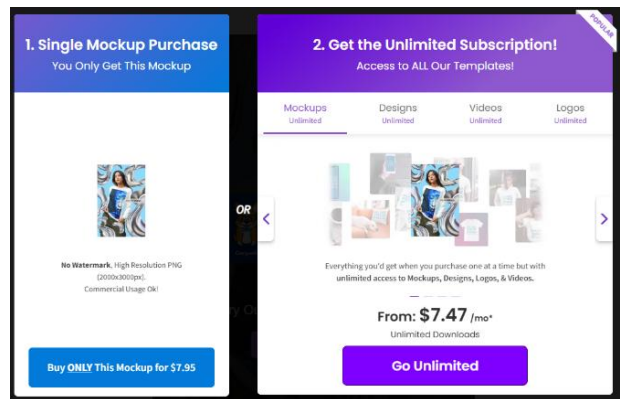 1. Single Mockup Purchase
You Only Get This Mockup
No Watermark, High Resolution PNG
(2000x3000px).
Commercial Usage Ok!
Buy ONLY This Mockup for $7.95
OR
POPULAR
2. Get the Unlimited Subscription!
Access to ALL Our Templates!
Mockups
Unlimited
Designs
Unlimited
Videos
Unlimited
Logos
Unlimited
Everything you'd get when you purchase one at a time but with
unlimited access to Mockups, Designs, Logos, & Videos.
From: $7.47 /mo*
Unlimited Downloads
Go Unlimited